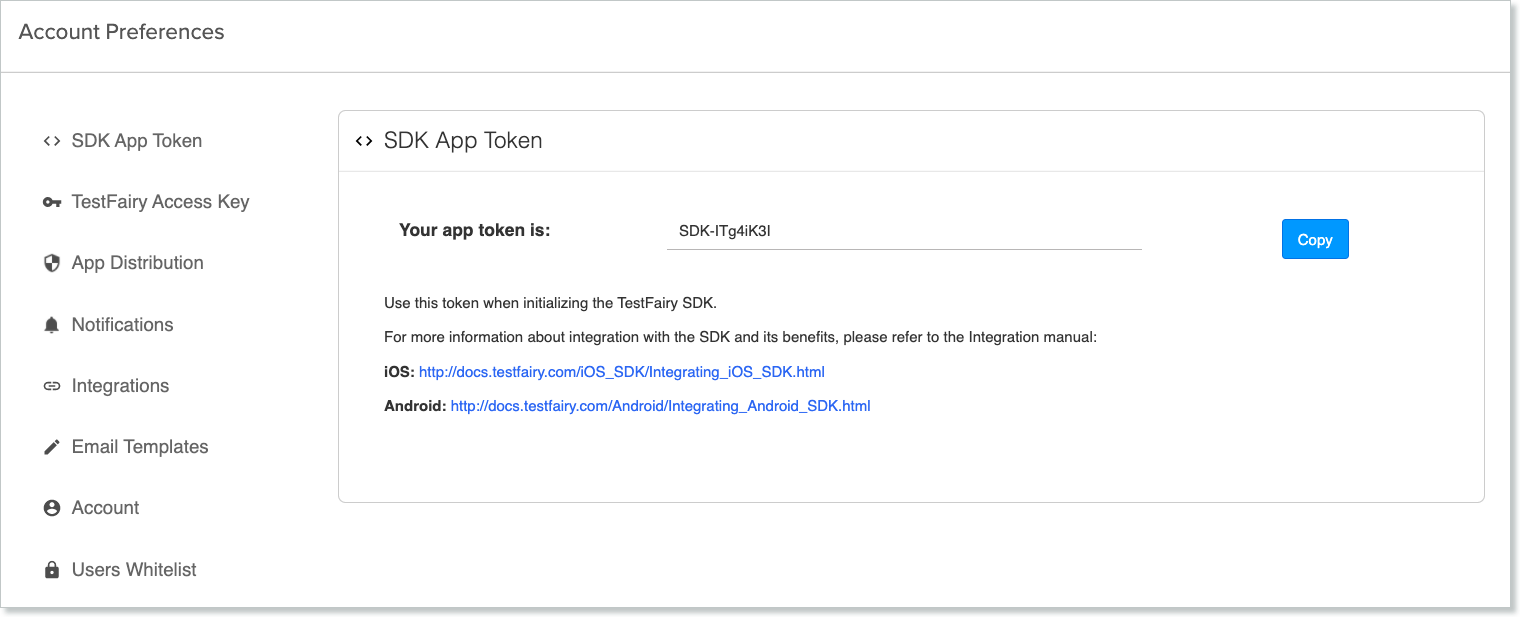 Account Preferences
SDK App Token
TestFairy Access Key
App Distribution
Notifications
Integrations
Email Templates
Account
Users Whitelist
SDK App Token
Your app token is:
SDK-ITg4iK3I
Copy
Use this token when initializing the TestFairy SDK.
For more information about integration with the SDK and its benefits, please refer to the Integration manual:
iOS: http://docs.testfairy.com/iOS_SDK/Integrating_iOS_SDK.html
Android: http://docs.testfairy.com/Android/Integrating_Android_SDK.html